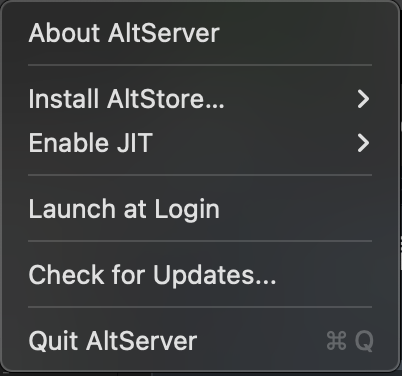 About AltServer
Install AltStore...
Enable JIT
Launch at Login
Check for Updates...
Quit AltServer ⌘ Q